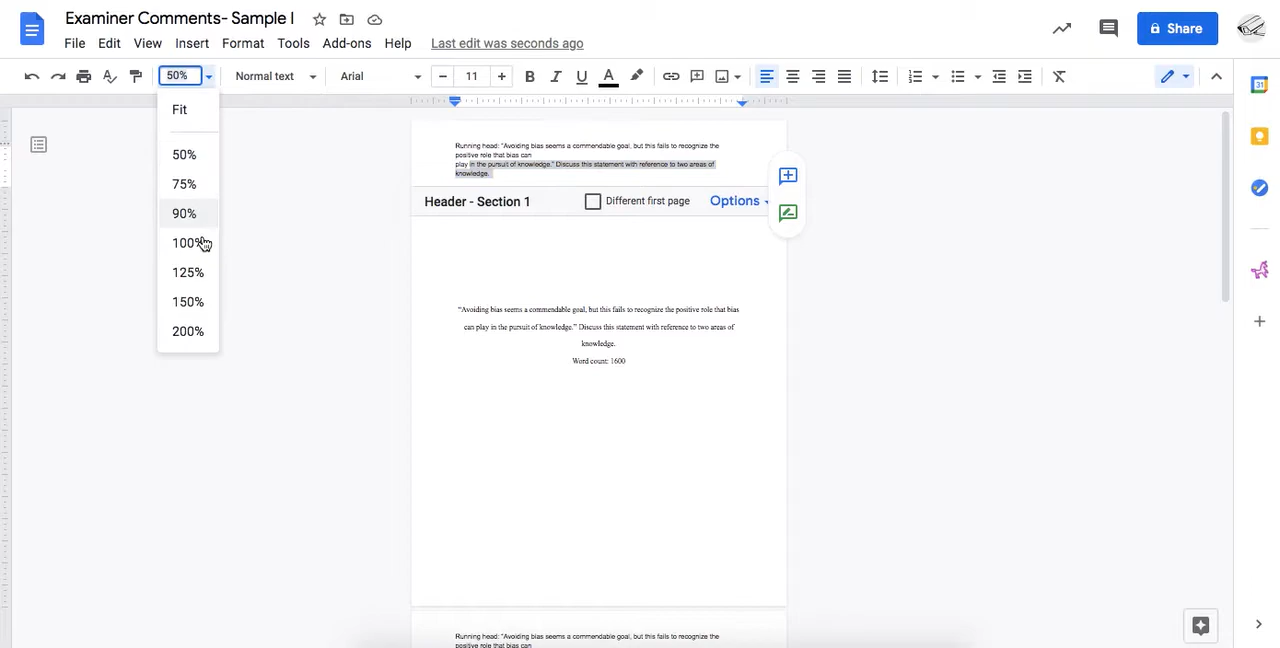 Examiner Comments- Sample I
File Edit View Insert Format Tools Add-ons Help Last edit was seconds ago
Share
50% Normal text Arial 11
Fit
50%
75%
90%
100%
125%
150%
200%
Running head: "Avoiding bias seems a commendable goal, but this fails to recognize the
positive role that bias can
play in the pursuit of knowledge." Discuss this statement with reference to two areas of
knowledge.
Header - Section 1 Different first page Options
"Avoiding bias seems a commendable goal, but this fails to recognize the positive role that bias
can play in the pursuit of knowledge." Discuss this statement with reference to two areas of
knowledge.
Word count: 1600
Running head: "Avoiding bias seems a commendable goal, but this fails to recognize the
positive role that bias can